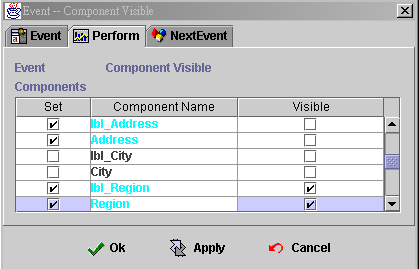 Event -- Component Visible
Event Perform NextEvent
Event Component Visible
Components
Set Component Name Visible
lbl_Address
Address
lbl_City
City
lbl_Region
Region
Ok Apply Cancel